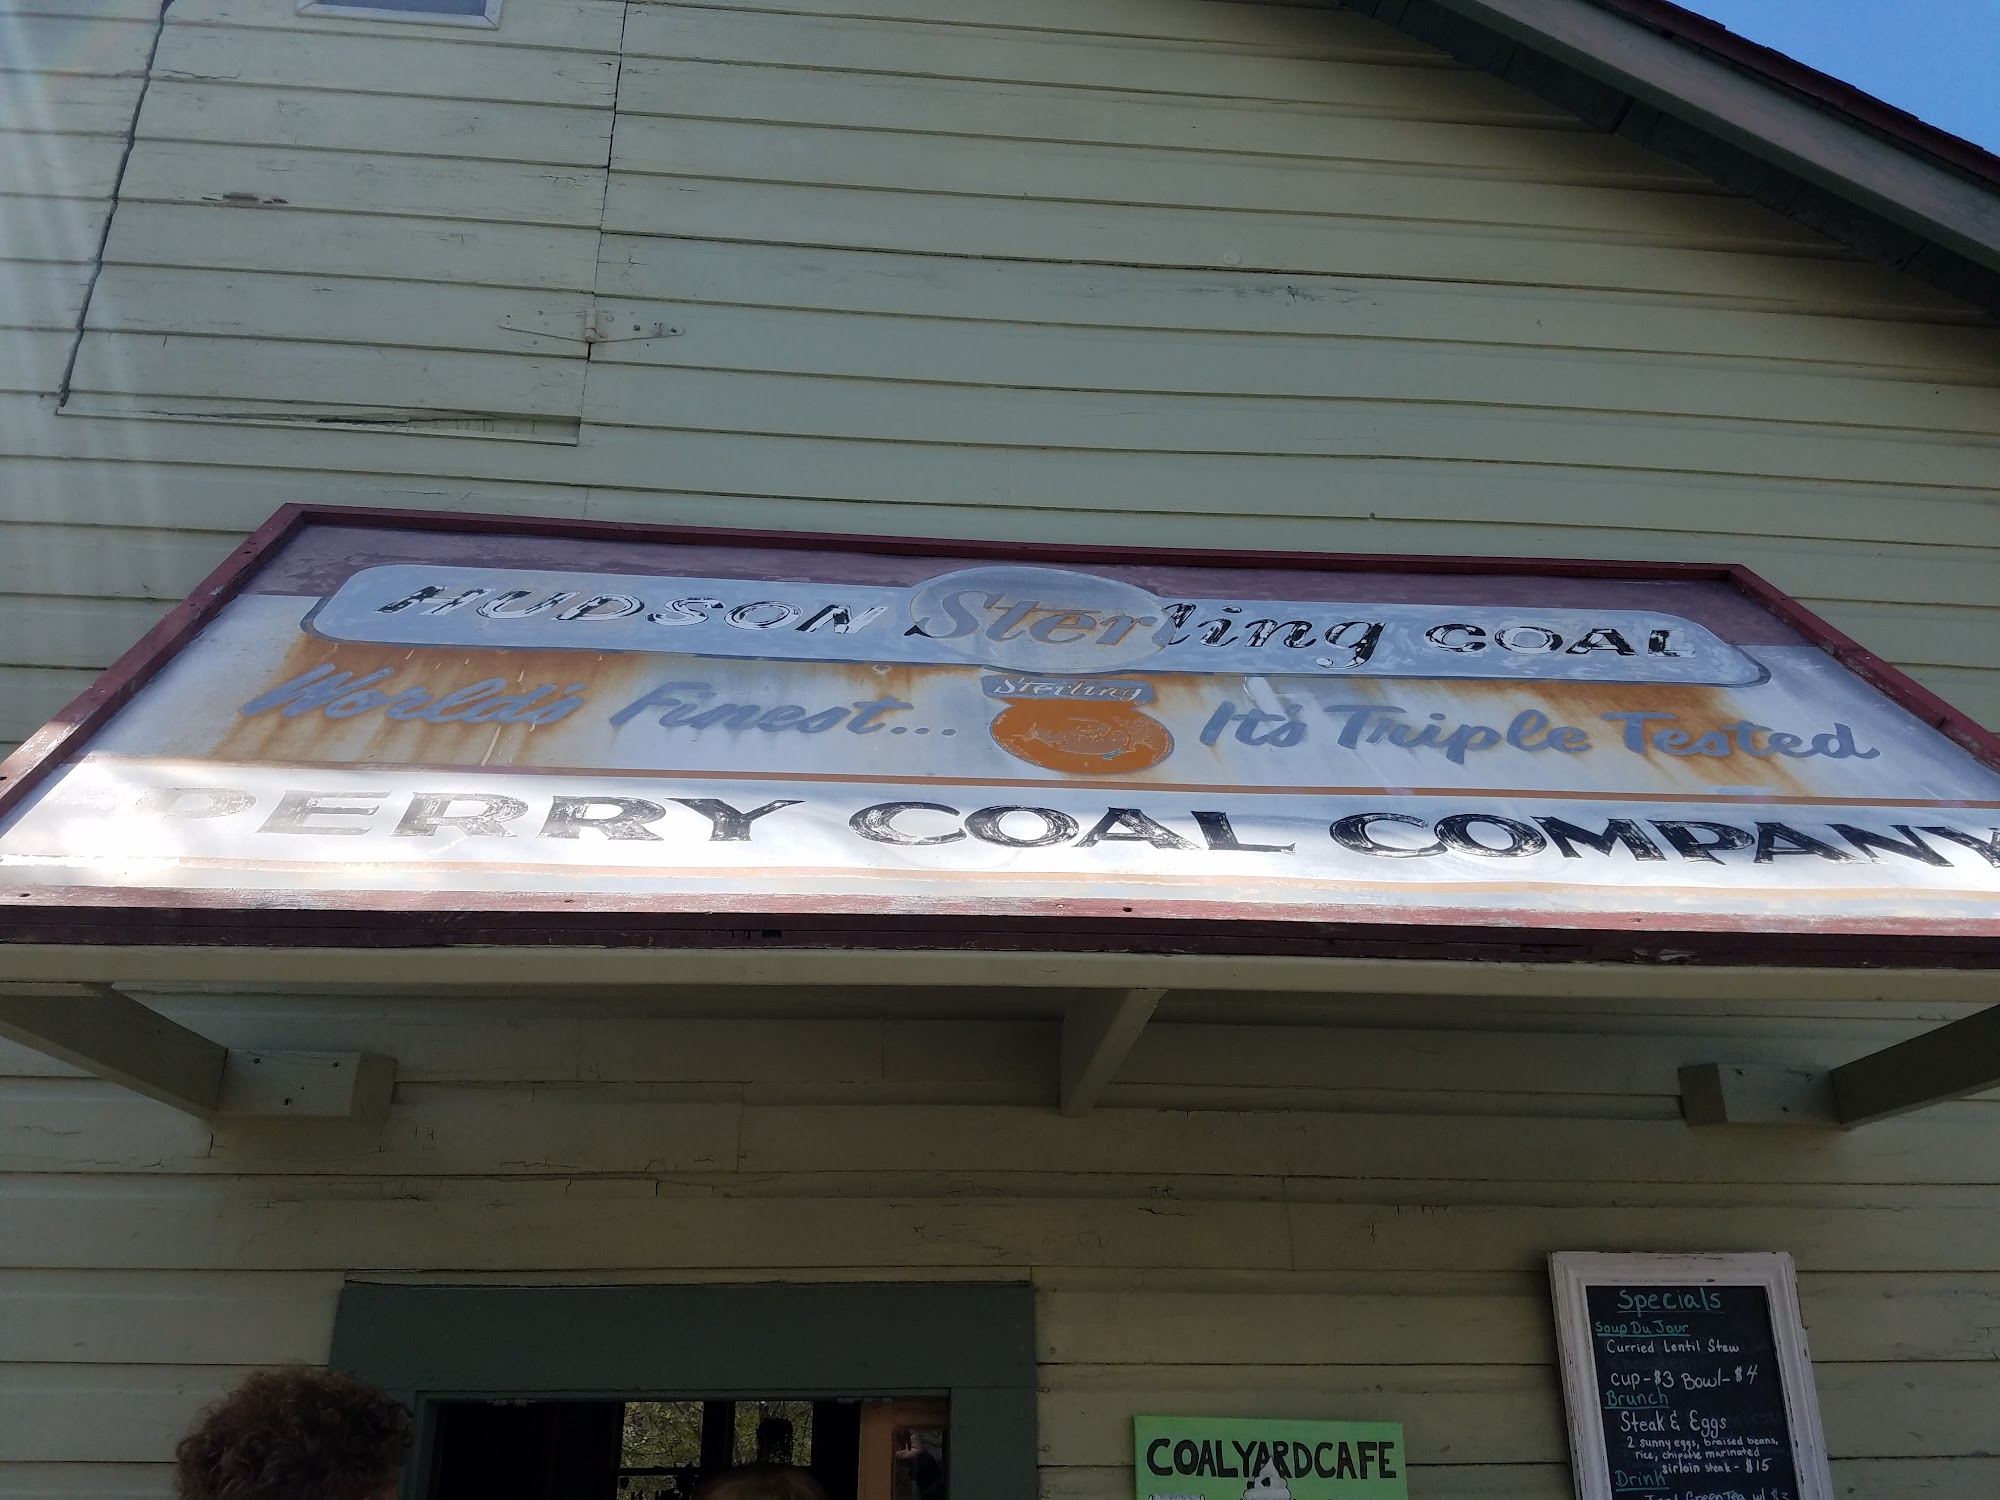 HUDSON Sterling COAL
World's Finest... It's Triple Tested
Sterling
PERRY COAL COMPANY
Specials
Soup Du Jour
Curried Lentil Stew
cup-$3 Bowl-$4
Brunch
Steak & Eggs
2 sunny eggs, braised beans,
rice, chipotle marinated
sirloin steak - $15
Drink
COALYARDCAFE